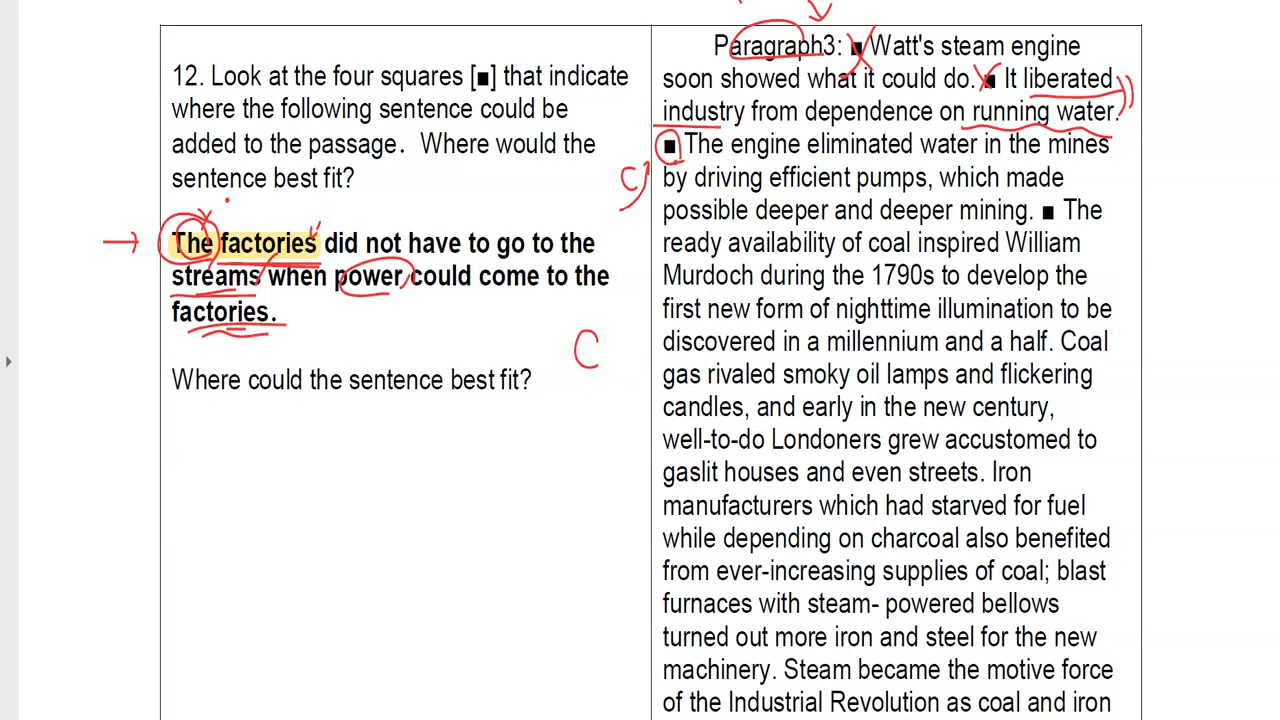 12. Look at the four squares [■] that indicate
where the following sentence could be
added to the passage. Where would the
sentence best fit?
The factories did not have to go to the
streams when power could come to the
factories.
C
Where could the sentence best fit?
Paragraph3: ■ Watt's steam engine
soon showed what it could do. ■ It liberated
industry from dependence on running water.
■ The engine eliminated water in the mines
C
by driving efficient pumps, which made
possible deeper and deeper mining. ■ The
ready availability of coal inspired William
Murdoch during the 1790s to develop the
first new form of nighttime illumination to be
discovered in a millennium and a half. Coal
gas rivaled smoky oil lamps and flickering
candles, and early in the new century,
well-to-do Londoners grew accustomed to
gaslit houses and even streets. Iron
manufacturers which had starved for fuel
while depending on charcoal also benefited
from ever-increasing supplies of coal; blast
furnaces with steam- powered bellows
turned out more iron and steel for the new
machinery. Steam became the motive force
of the Industrial Revolution as coal and iron